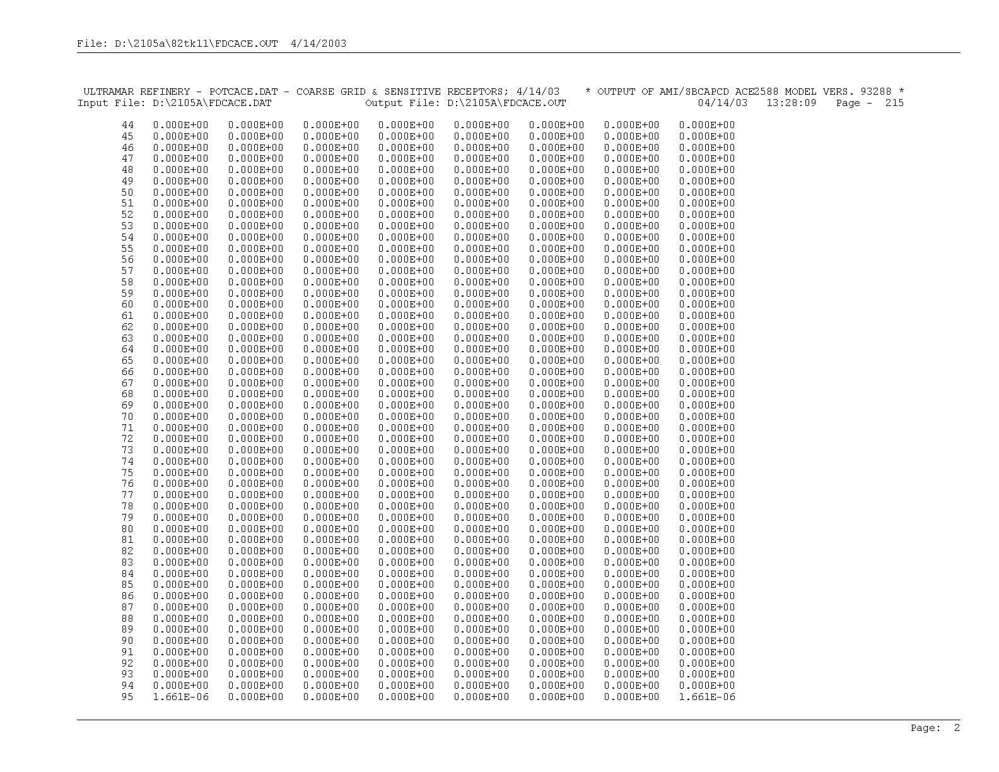 File: D:\2105a\82tk11\FDCACE.OUT 4/14/2003
ULTRAMAR REFINERY - POTCACE.DAT - COARSE GRID & SENSITIVE RECEPTORS; 4/14/03 * OUTPUT OF AMI/SBCAPCD ACE2588 MODEL VERS. 93288 *
Input File: D:\2105A\FDCACE.DAT Output File: D:\2105A\FDCACE.OUT 04/14/03 13:28:09 Page - 215
44 0.000E+00 0.000E+00 0.000E+00 0.000E+00 0.000E+00 0.000E+00 0.000E+00 0.000E+00
45 0.000E+00 0.000E+00 0.000E+00 0.000E+00 0.000E+00 0.000E+00 0.000E+00 0.000E+00
46 0.000E+00 0.000E+00 0.000E+00 0.000E+00 0.000E+00 0.000E+00 0.000E+00 0.000E+00
47 0.000E+00 0.000E+00 0.000E+00 0.000E+00 0.000E+00 0.000E+00 0.000E+00 0.000E+00
48 0.000E+00 0.000E+00 0.000E+00 0.000E+00 0.000E+00 0.000E+00 0.000E+00 0.000E+00
49 0.000E+00 0.000E+00 0.000E+00 0.000E+00 0.000E+00 0.000E+00 0.000E+00 0.000E+00
50 0.000E+00 0.000E+00 0.000E+00 0.000E+00 0.000E+00 0.000E+00 0.000E+00 0.000E+00
51 0.000E+00 0.000E+00 0.000E+00 0.000E+00 0.000E+00 0.000E+00 0.000E+00 0.000E+00
52 0.000E+00 0.000E+00 0.000E+00 0.000E+00 0.000E+00 0.000E+00 0.000E+00 0.000E+00
53 0.000E+00 0.000E+00 0.000E+00 0.000E+00 0.000E+00 0.000E+00 0.000E+00 0.000E+00
54 0.000E+00 0.000E+00 0.000E+00 0.000E+00 0.000E+00 0.000E+00 0.000E+00 0.000E+00
55 0.000E+00 0.000E+00 0.000E+00 0.000E+00 0.000E+00 0.000E+00 0.000E+00 0.000E+00
56 0.000E+00 0.000E+00 0.000E+00 0.000E+00 0.000E+00 0.000E+00 0.000E+00 0.000E+00
57 0.000E+00 0.000E+00 0.000E+00 0.000E+00 0.000E+00 0.000E+00 0.000E+00 0.000E+00
58 0.000E+00 0.000E+00 0.000E+00 0.000E+00 0.000E+00 0.000E+00 0.000E+00 0.000E+00
59 0.000E+00 0.000E+00 0.000E+00 0.000E+00 0.000E+00 0.000E+00 0.000E+00 0.000E+00
60 0.000E+00 0.000E+00 0.000E+00 0.000E+00 0.000E+00 0.000E+00 0.000E+00 0.000E+00
61 0.000E+00 0.000E+00 0.000E+00 0.000E+00 0.000E+00 0.000E+00 0.000E+00 0.000E+00
62 0.000E+00 0.000E+00 0.000E+00 0.000E+00 0.000E+00 0.000E+00 0.000E+00 0.000E+00
63 0.000E+00 0.000E+00 0.000E+00 0.000E+00 0.000E+00 0.000E+00 0.000E+00 0.000E+00
64 0.000E+00 0.000E+00 0.000E+00 0.000E+00 0.000E+00 0.000E+00 0.000E+00 0.000E+00
65 0.000E+00 0.000E+00 0.000E+00 0.000E+00 0.000E+00 0.000E+00 0.000E+00 0.000E+00
66 0.000E+00 0.000E+00 0.000E+00 0.000E+00 0.000E+00 0.000E+00 0.000E+00 0.000E+00
67 0.000E+00 0.000E+00 0.000E+00 0.000E+00 0.000E+00 0.000E+00 0.000E+00 0.000E+00
68 0.000E+00 0.000E+00 0.000E+00 0.000E+00 0.000E+00 0.000E+00 0.000E+00 0.000E+00
69 0.000E+00 0.000E+00 0.000E+00 0.000E+00 0.000E+00 0.000E+00 0.000E+00 0.000E+00
70 0.000E+00 0.000E+00 0.000E+00 0.000E+00 0.000E+00 0.000E+00 0.000E+00 0.000E+00
71 0.000E+00 0.000E+00 0.000E+00 0.000E+00 0.000E+00 0.000E+00 0.000E+00 0.000E+00
72 0.000E+00 0.000E+00 0.000E+00 0.000E+00 0.000E+00 0.000E+00 0.000E+00 0.000E+00
73 0.000E+00 0.000E+00 0.000E+00 0.000E+00 0.000E+00 0.000E+00 0.000E+00 0.000E+00
74 0.000E+00 0.000E+00 0.000E+00 0.000E+00 0.000E+00 0.000E+00 0.000E+00 0.000E+00
75 0.000E+00 0.000E+00 0.000E+00 0.000E+00 0.000E+00 0.000E+00 0.000E+00 0.000E+00
76 0.000E+00 0.000E+00 0.000E+00 0.000E+00 0.000E+00 0.000E+00 0.000E+00 0.000E+00
77 0.000E+00 0.000E+00 0.000E+00 0.000E+00 0.000E+00 0.000E+00 0.000E+00 0.000E+00
78 0.000E+00 0.000E+00 0.000E+00 0.000E+00 0.000E+00 0.000E+00 0.000E+00 0.000E+00
79 0.000E+00 0.000E+00 0.000E+00 0.000E+00 0.000E+00 0.000E+00 0.000E+00 0.000E+00
80 0.000E+00 0.000E+00 0.000E+00 0.000E+00 0.000E+00 0.000E+00 0.000E+00 0.000E+00
81 0.000E+00 0.000E+00 0.000E+00 0.000E+00 0.000E+00 0.000E+00 0.000E+00 0.000E+00
82 0.000E+00 0.000E+00 0.000E+00 0.000E+00 0.000E+00 0.000E+00 0.000E+00 0.000E+00
83 0.000E+00 0.000E+00 0.000E+00 0.000E+00 0.000E+00 0.000E+00 0.000E+00 0.000E+00
84 0.000E+00 0.000E+00 0.000E+00 0.000E+00 0.000E+00 0.000E+00 0.000E+00 0.000E+00
85 0.000E+00 0.000E+00 0.000E+00 0.000E+00 0.000E+00 0.000E+00 0.000E+00 0.000E+00
86 0.000E+00 0.000E+00 0.000E+00 0.000E+00 0.000E+00 0.000E+00 0.000E+00 0.000E+00
87 0.000E+00 0.000E+00 0.000E+00 0.000E+00 0.000E+00 0.000E+00 0.000E+00 0.000E+00
88 0.000E+00 0.000E+00 0.000E+00 0.000E+00 0.000E+00 0.000E+00 0.000E+00 0.000E+00
89 0.000E+00 0.000E+00 0.000E+00 0.000E+00 0.000E+00 0.000E+00 0.000E+00 0.000E+00
90 0.000E+00 0.000E+00 0.000E+00 0.000E+00 0.000E+00 0.000E+00 0.000E+00 0.000E+00
91 0.000E+00 0.000E+00 0.000E+00 0.000E+00 0.000E+00 0.000E+00 0.000E+00 0.000E+00
92 0.000E+00 0.000E+00 0.000E+00 0.000E+00 0.000E+00 0.000E+00 0.000E+00 0.000E+00
93 0.000E+00 0.000E+00 0.000E+00 0.000E+00 0.000E+00 0.000E+00 0.000E+00 0.000E+00
94 0.000E+00 0.000E+00 0.000E+00 0.000E+00 0.000E+00 0.000E+00 0.000E+00 0.000E+00
95 1.661E-06 0.000E+00 0.000E+00 0.000E+00 0.000E+00 0.000E+00 0.000E+00 1.661E-06
Page: 2